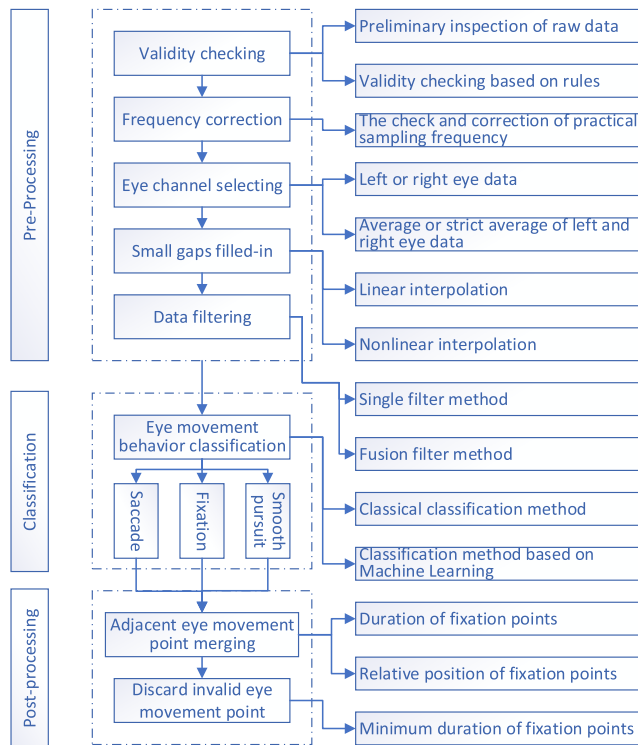 Pre-Processing
Validity checking
Preliminary inspection of raw data
Validity checking based on rules
Frequency correction
The check and correction of practical
sampling frequency
Eye channel selecting
Left or right eye data
Average or strict average of left and
right eye data
Small gaps filled-in
Linear interpolation
Nonlinear interpolation
Data filtering
Single filter method
Fusion filter method
Classification
Eye movement
behavior classification
Classical classification method
Classification method based on
Machine Learning
Saccade
Fixation
Smooth
pursuit
Post-processing
Adjacent eye movement
point merging
Duration of fixation points
Relative position of fixation points
Discard invalid eye
movement point
Minimum duration of fixation points